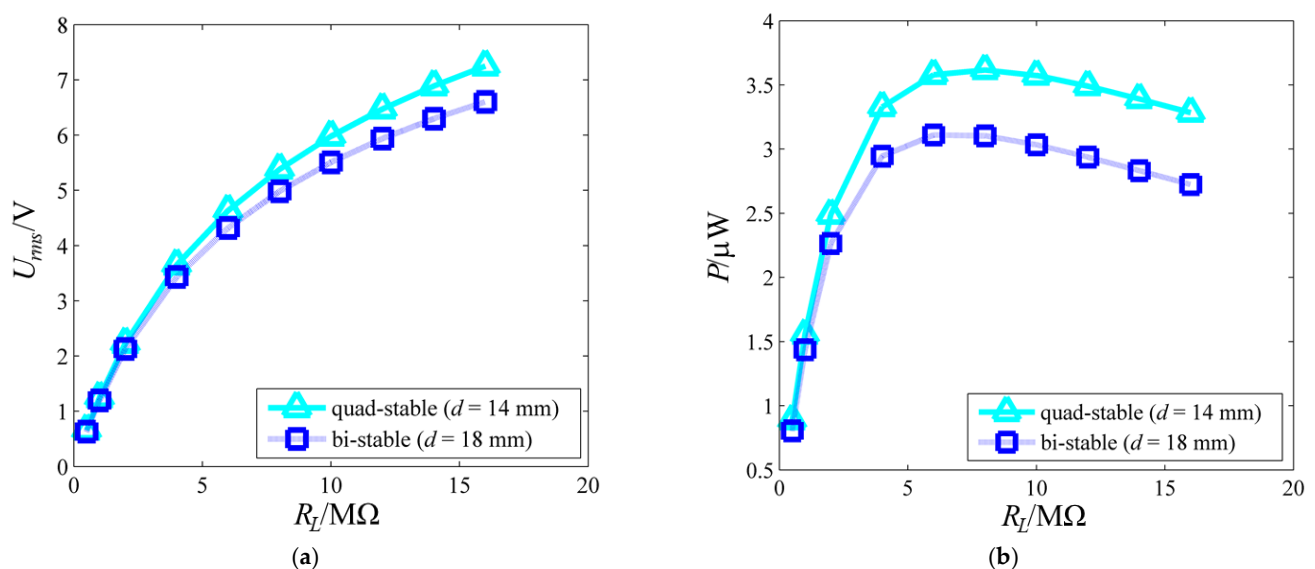 8
7
6
5
4
3
2
1
0
U_rms/V
0
5
10
15
20
R_L/MΩ
quad-stable (d = 14 mm)
bi-stable (d = 18 mm)
(a)
4
3.5
3
2.5
2
1.5
1
0.5
P/μW
0
5
10
15
20
R_L/MΩ
quad-stable (d = 14 mm)
bi-stable (d = 18 mm)
(b)